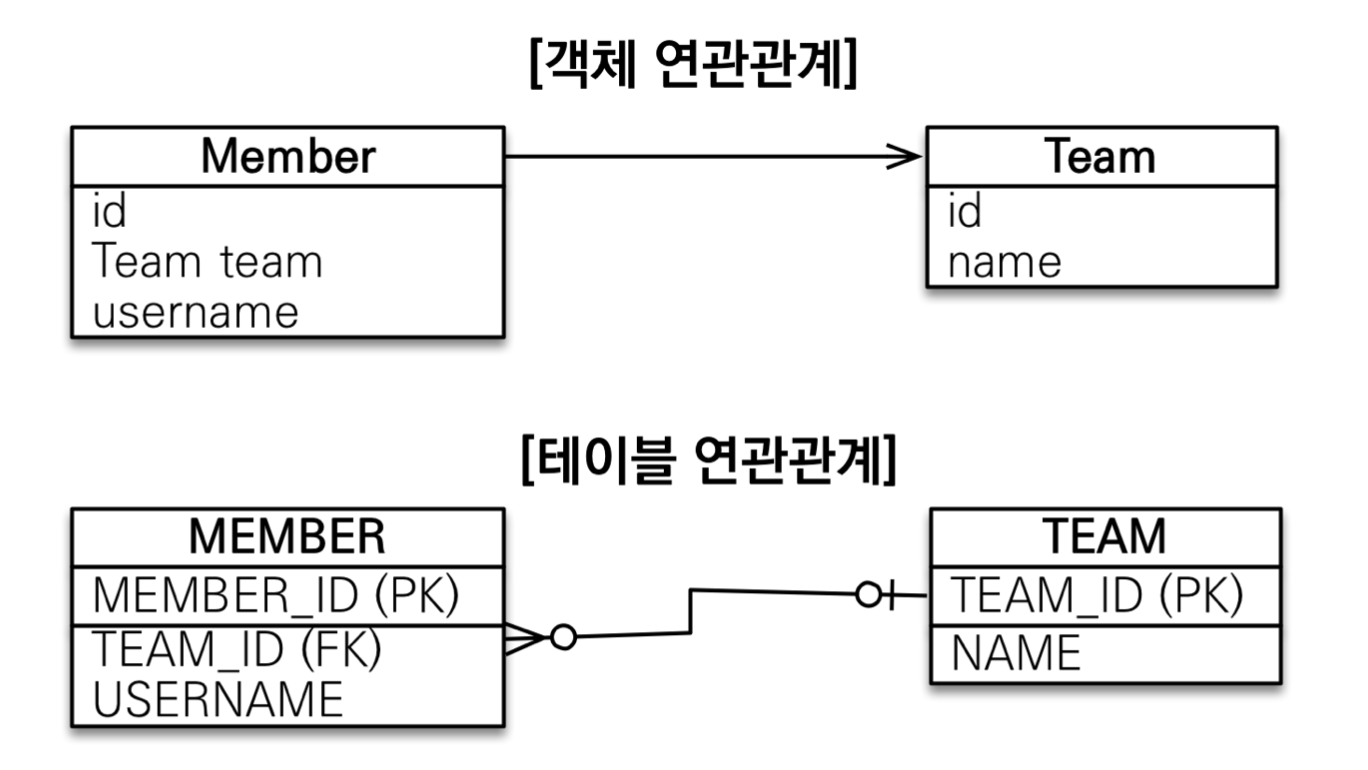 [객체 연관관계]
Member
id
Team team
username
Team
id
name
[테이블 연관관계]
MEMBER
MEMBER_ID (PK)
TEAM_ID (FK)
USERNAME
TEAM
TEAM_ID (PK)
NAME